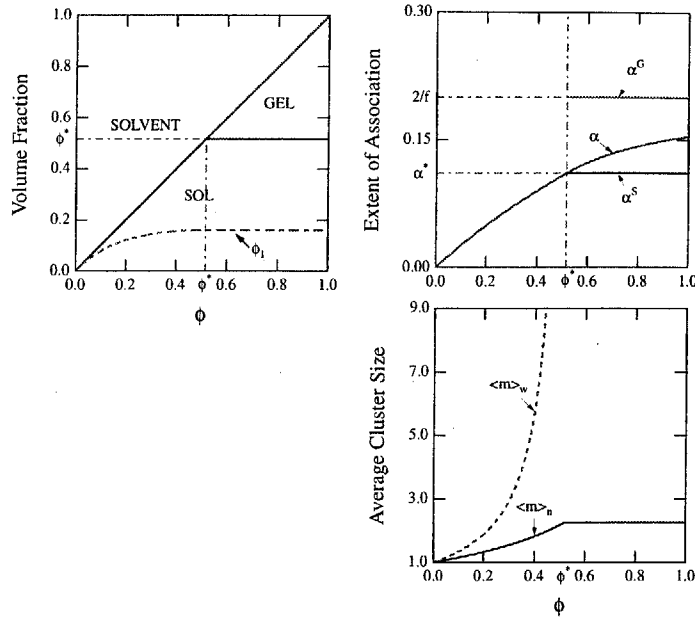 Volume Fraction
1.0
0.8
0.6
φ*
0.4
0.2
0.0
SOLVENT
GEL
SOL
φ₁
0.0 0.2 0.4 φ* 0.6 0.8 1.0
φ
Extent of Association
0.30
2/f
0.15
α*
0.00
α^G
α
α^S
0.0 0.2 0.4 φ* 0.6 0.8 1.0
Average Cluster Size
9.0
7.0
5.0
3.0
1.0
<m>_w
<m>_n
0.0 0.2 0.4 φ* 0.6 0.8 1.0
φ